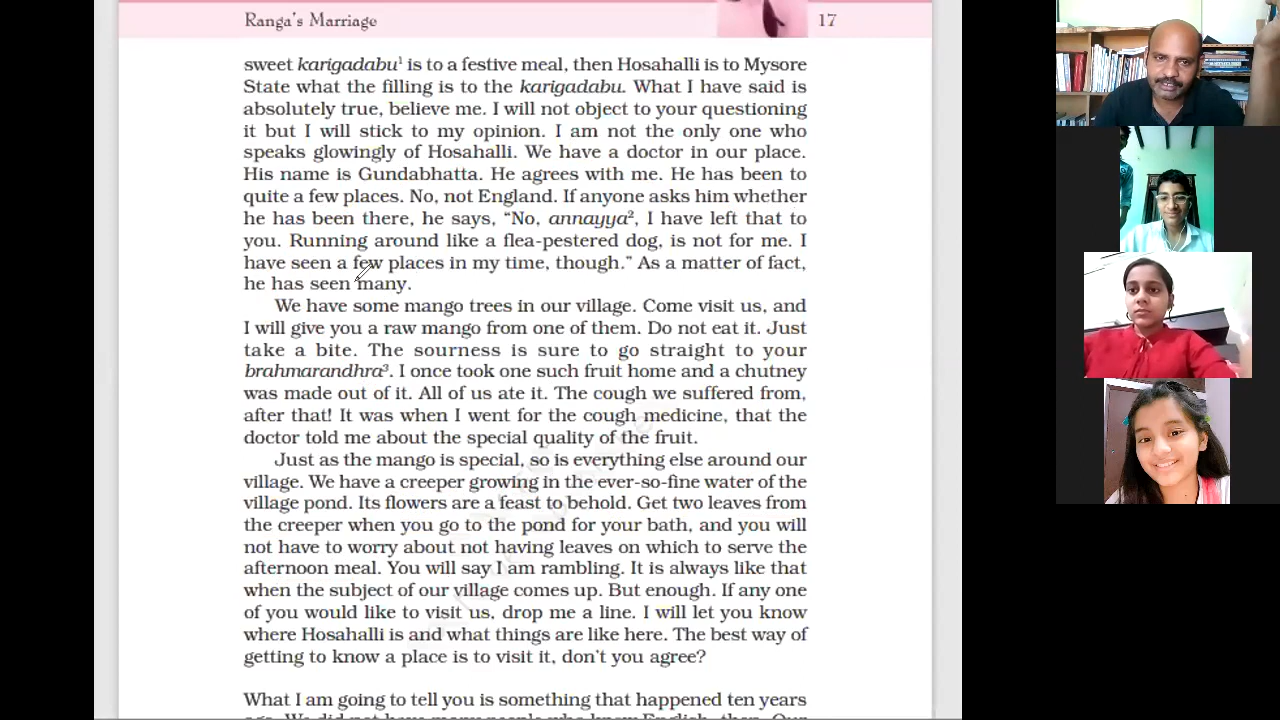 Ranga's Marriage 17
sweet karigadabu¹ is to a festive meal, then Hosahalli is to Mysore
State what the filling is to the karigadabu. What I have said is
absolutely true, believe me. I will not object to your questioning
it but I will stick to my opinion. I am not the only one who
speaks glowingly of Hosahalli. We have a doctor in our place.
His name is Gundabhatta. He agrees with me. He has been to
quite a few places. No, not England. If anyone asks him whether
he has been there, he says, “No, annayya², I have left that to
you. Running around like a flea-pestered dog, is not for me. I
have seen a few places in my time, though.” As a matter of fact,
he has seen many.
We have some mango trees in our village. Come visit us, and
I will give you a raw mango from one of them. Do not eat it. Just
take a bite. The sourness is sure to go straight to your
brahmarandhra³. I once took one such fruit home and a chutney
was made out of it. All of us ate it. The cough we suffered from,
after that! It was when I went for the cough medicine, that the
doctor told me about the special quality of the fruit.
Just as the mango is special, so is everything else around our
village. We have a creeper growing in the ever-so-fine water of the
village pond. Its flowers are a feast to behold. Get two leaves from
the creeper when you go to the pond for your bath, and you will
not have to worry about not having leaves on which to serve the
afternoon meal. You will say I am rambling. It is always like that
when the subject of our village comes up. But enough. If any one
of you would like to visit us, drop me a line. I will let you know
where Hosahalli is and what things are like here. The best way of
getting to know a place is to visit it, don't you agree?
What I am going to tell you is something that happened ten years
ago. We did not have many people who knew English, then. Our